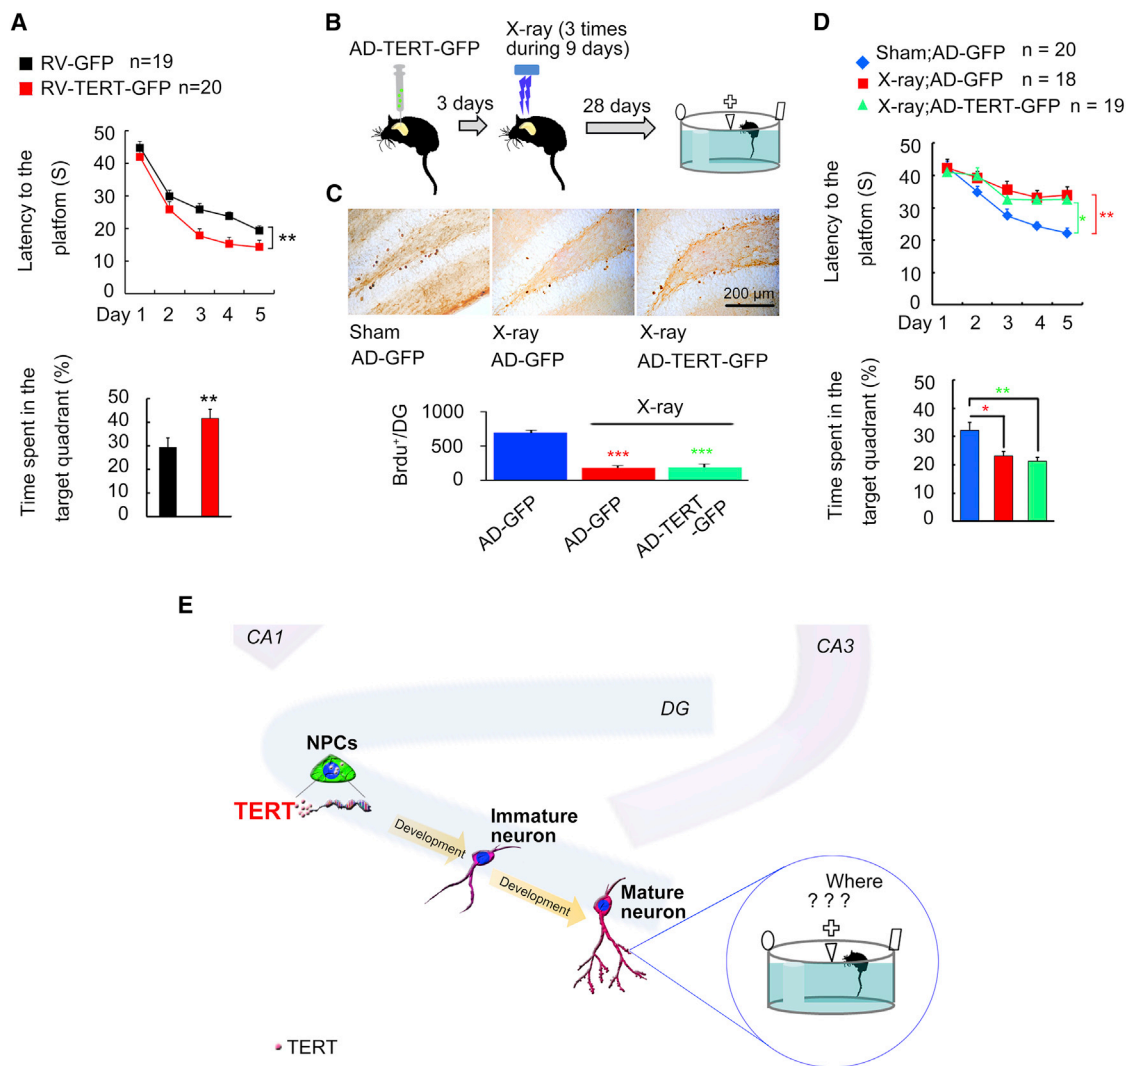 A
RV-GFP n=19
RV-TERT-GFP n=20
Latency to the
platfom (S)
50
40
30
20
10
0
**
Day 1 2 3 4 5
Time spent in the
target quadrant (%)
50
40
30
20
10
0
**
B
AD-TERT-GFP
X-ray (3 times
during 9 days)
3 days
28 days
C
200 µm
Sham
AD-GFP
X-ray
AD-GFP
X-ray
AD-TERT-GFP
Brdu⁺/DG
1000
500
0
X-ray
***
***
AD-GFP
AD-GFP
AD-TERT
-GFP
D
Sham;AD-GFP n = 20
X-ray;AD-GFP n = 18
X-ray;AD-TERT-GFP n = 19
Latency to the
platfom (S)
50
40
30
20
10
0
*
**
Day 1 2 3 4 5
Time spent in the
target quadrant (%)
50
40
30
20
10
0
**
*
E
CA1
CA3
DG
NPCs
TERT
Development
Immature
neuron
Development
Mature
neuron
Where
? ? ?
TERT